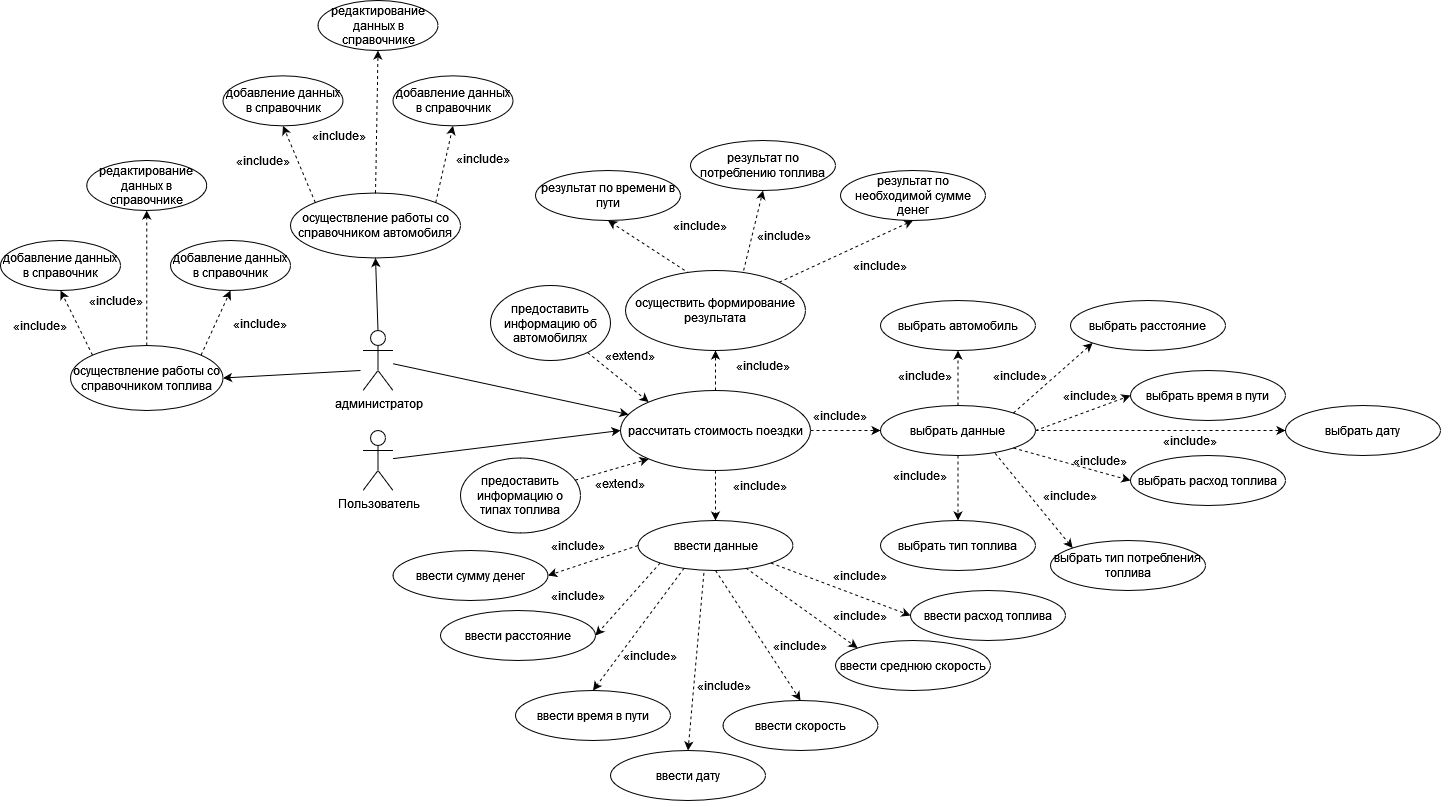 редактирование
данных в
справочнике
добавление данных
в справочник
добавление данных
в справочник
«include»
«include»
«include»
редактирование
данных в
справочнике
осуществление работы со
справочником автомобиля
добавление данных
в справочник
добавление данных
в справочник
«include»
«include»
«include»
осуществление работы со
справочником топлива
администратор
Пользователь
результат по времени в
пути
результат по
потреблению топлива
результат по
необходимой сумме
денег
«include»
«include»
«include»
осуществить формирование
результата
предоставить
информацию об
автомобилях
«extend»
«include»
рассчитать стоимость поездки
«include»
предоставить
информацию о
типах топлива
«extend»
«include»
выбрать автомобиль
выбрать расстояние
«include»
«include»
«include»
выбрать время в пути
выбрать данные
«include»
выбрать дату
«include»
«include»
выбрать расход топлива
«include»
выбрать тип топлива
выбрать тип потребления
топлива
ввести данные
«include»
ввести сумму денег
«include»
ввести расстояние
«include»
«include»
«include»
ввести расход топлива
«include»
ввести среднюю скорость
«include»
ввести время в пути
«include»
ввести скорость
ввести дату